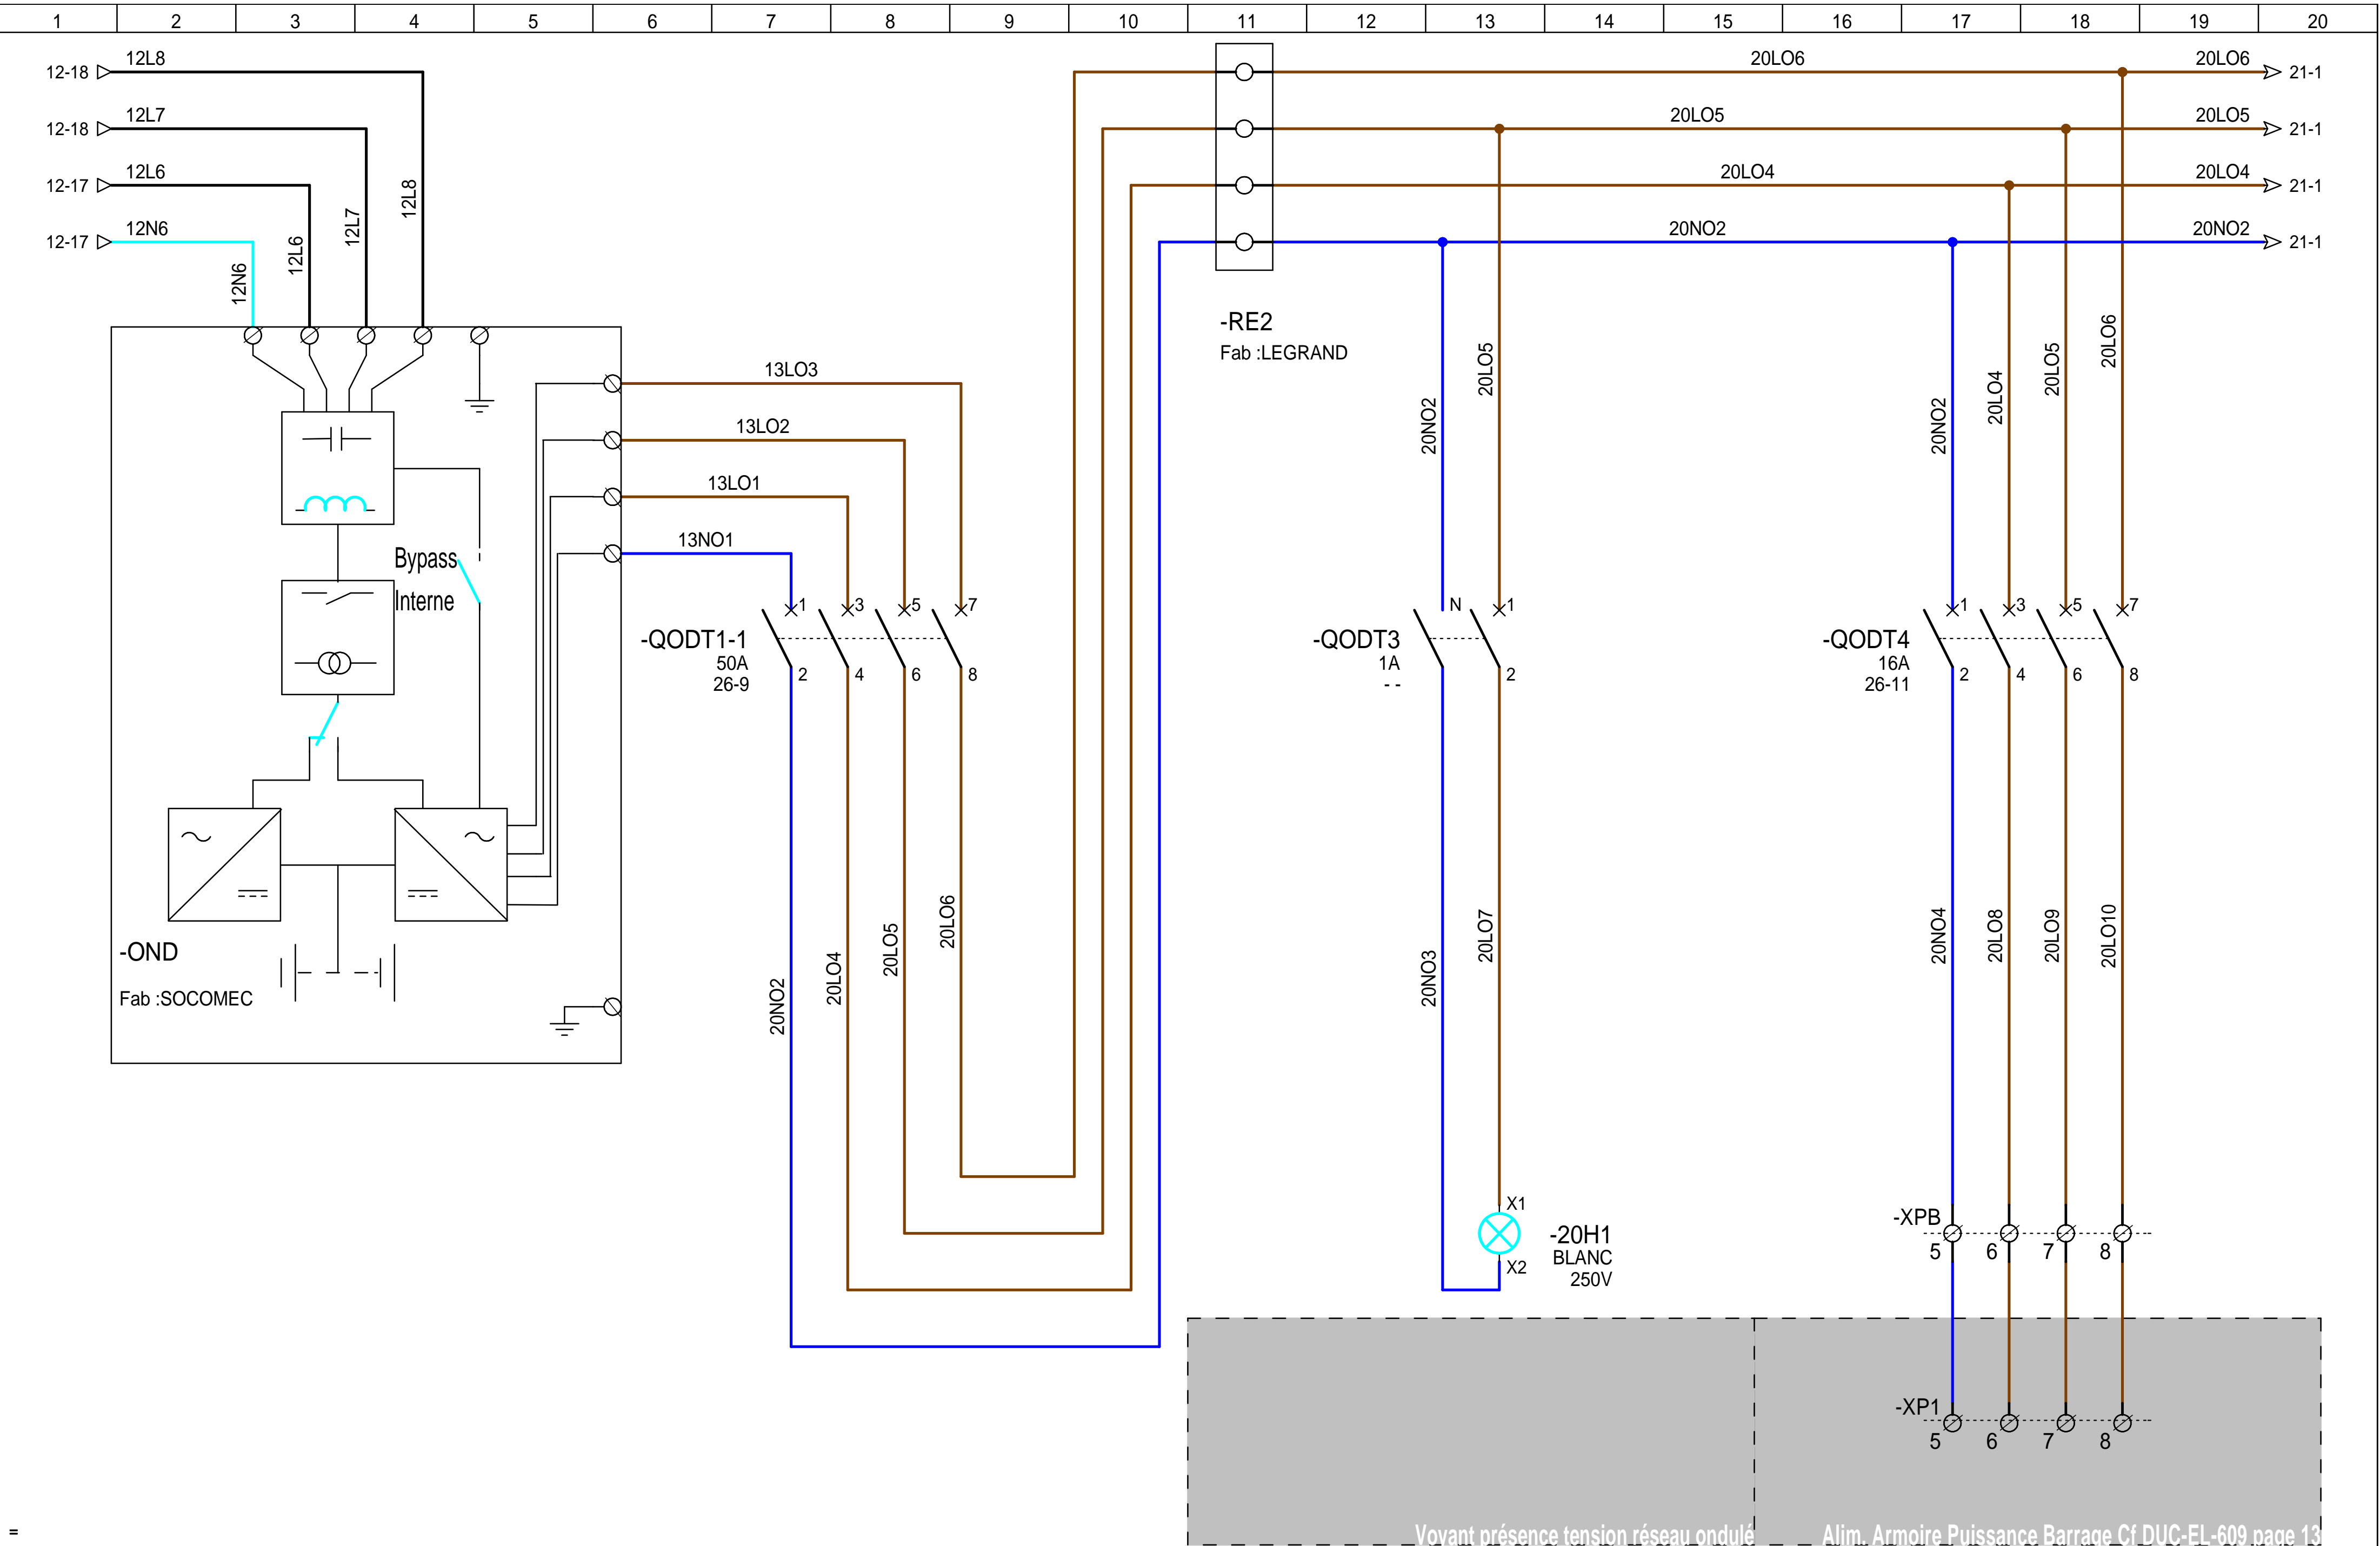 1 2 3 4 5 6 7 8 9 10 11 12 13 14 15 16 17 18 19 20
12-18 12L8 20LO6 20LO6 21-1
12-18 12L7 20LO5 20LO5 21-1
12-17 12L6 20LO4 20LO4 21-1
12-17 12N6 20NO2 20NO2 21-1
12N6 12L6 12L7 12L8
-RE2
Fab :LEGRAND
13LO3
13LO2
13LO1
13NO1
20NO2 20LO5 20NO2 20LO4 20LO5 20LO6
Bypass
Interne
-QODT1-1
50A
26-9
1 3 5 7
2 4 6 8
-QODT3
1A
- -
N 1
2
-QODT4
16A
26-11
1 3 5 7
2 4 6 8
-OND
Fab :SOCOMEC
20NO2 20LO4 20LO5 20LO6
20NO3 20LO7
20NO4 20LO8 20LO9 20LO10
X1
-20H1
BLANC
X2
250V
-XPB
5 6 7 8
-XP1
5 6 7 8
=
Voyant présence tension réseau ondulé
Alim. Armoire Puissance Barrage Cf DUC-EL-609 page 13